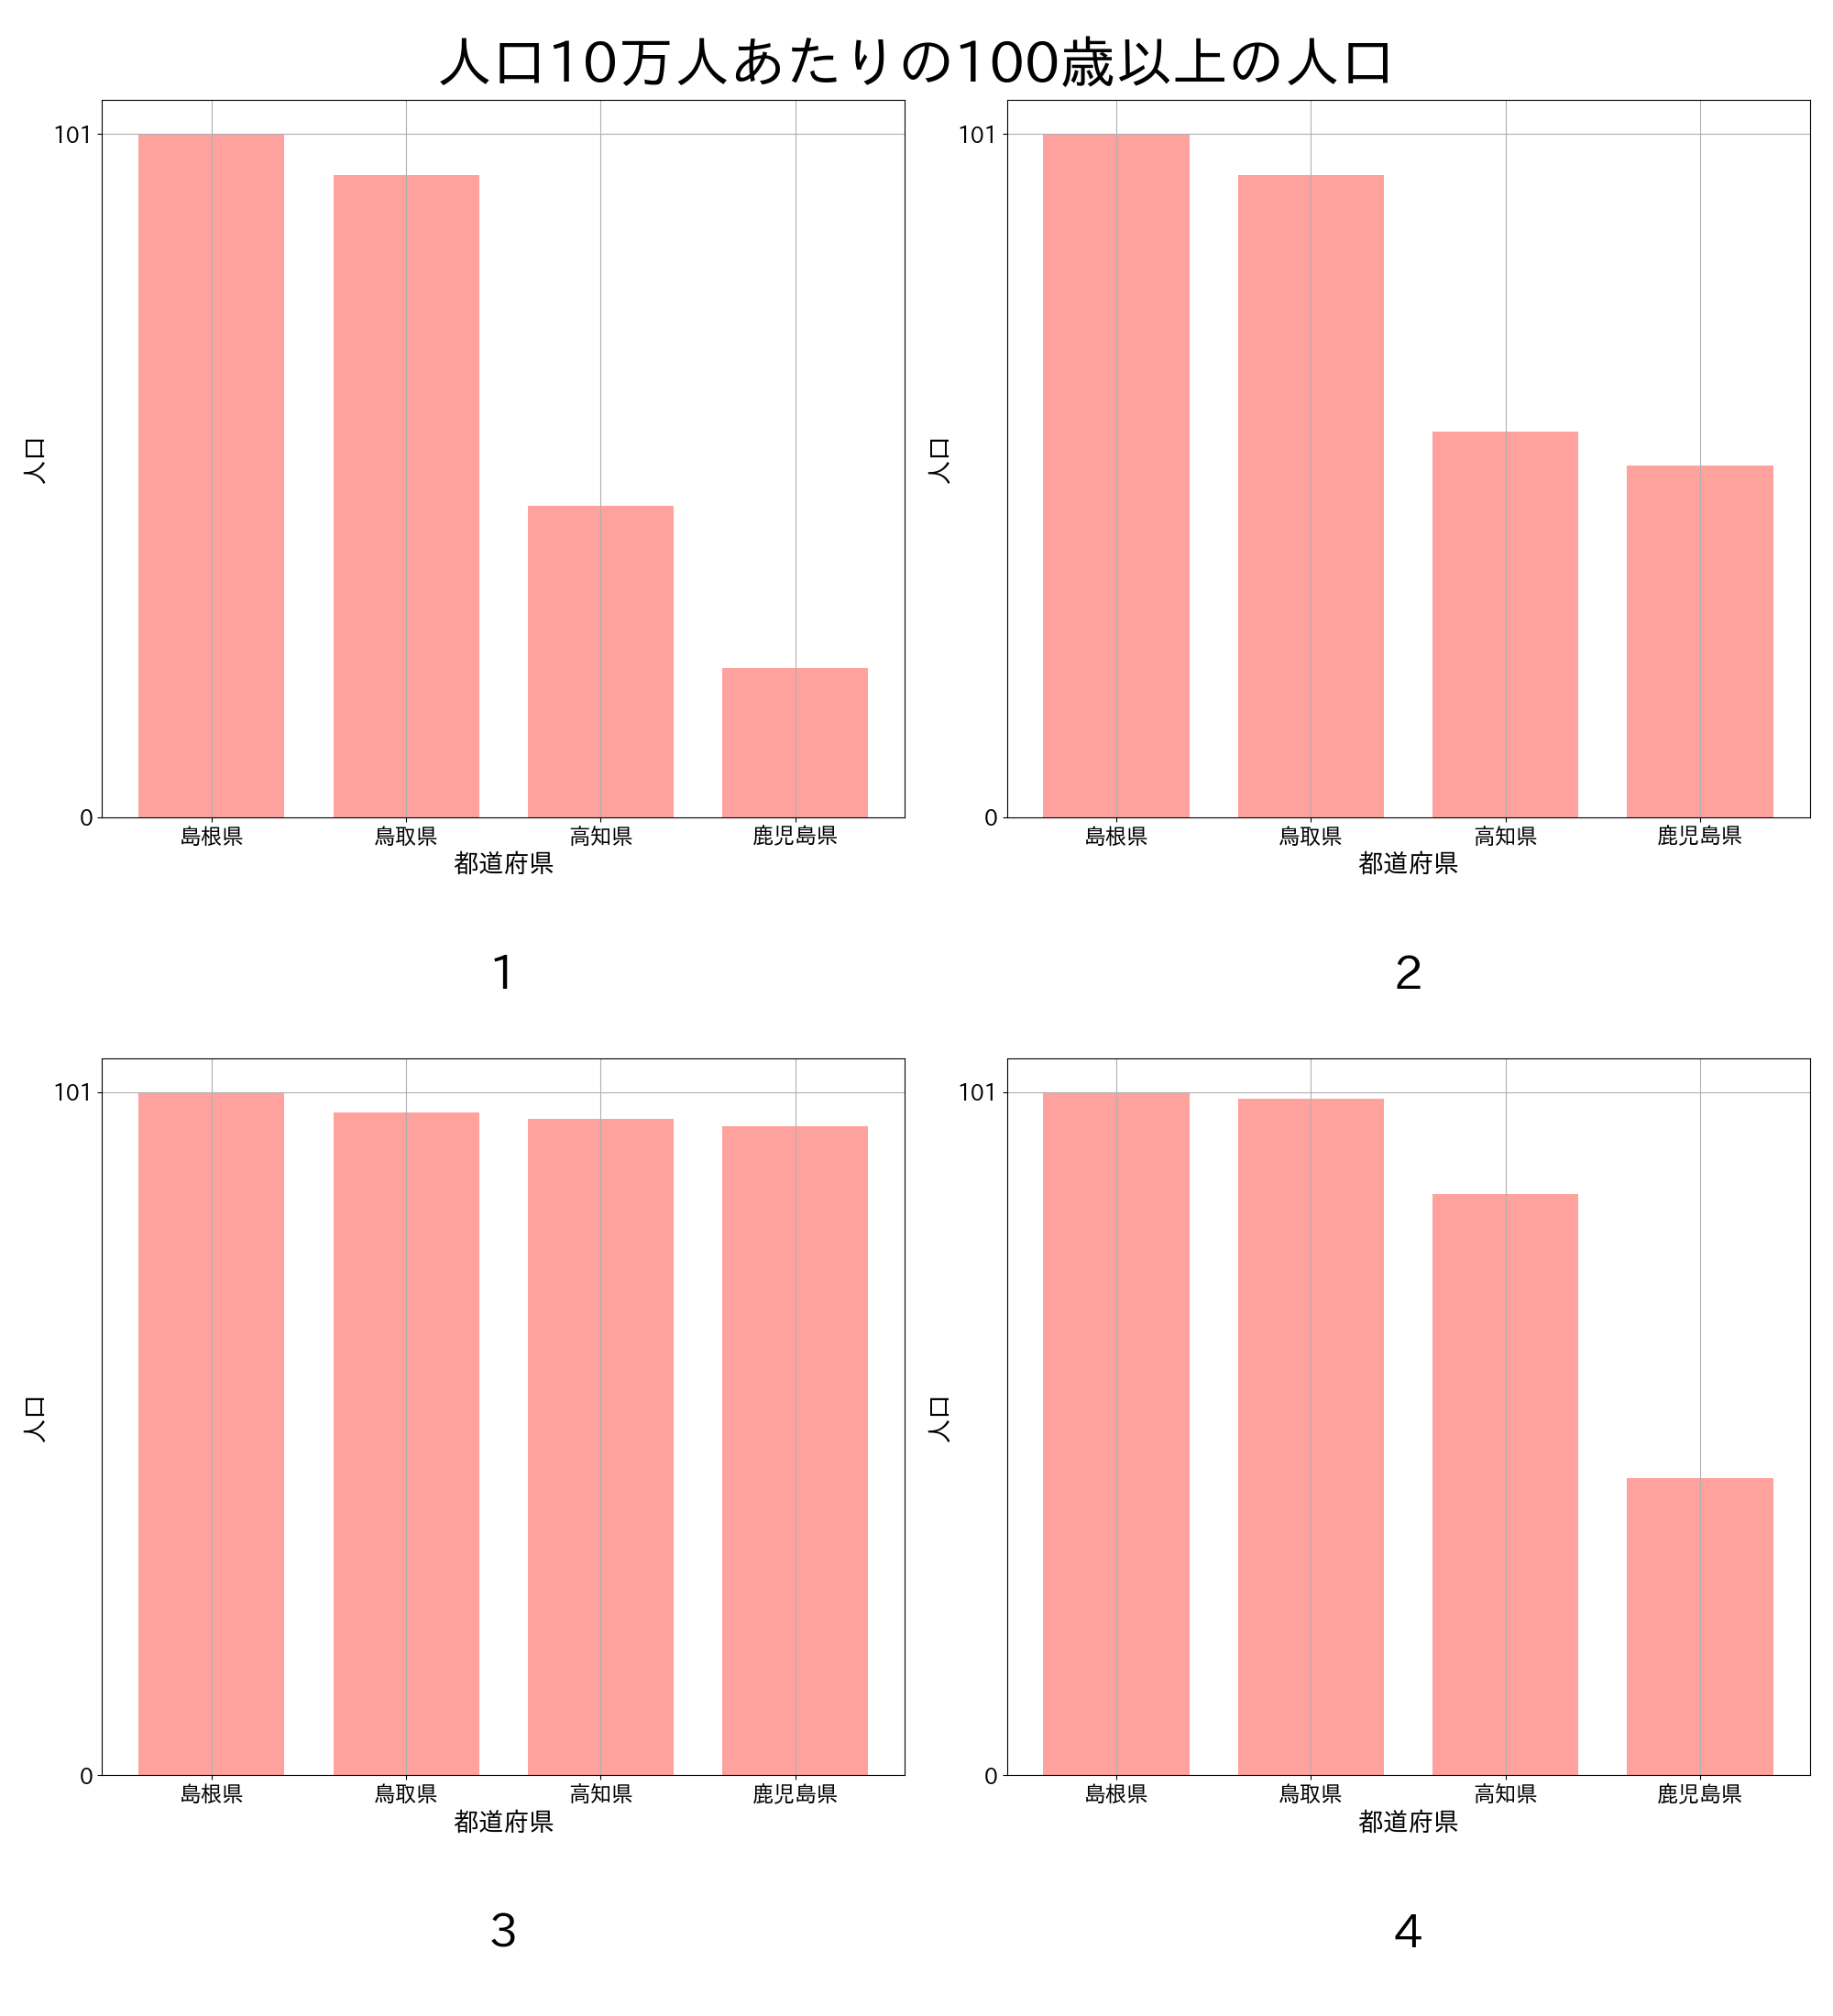 人口10万人あたりの100歳以上の人口
101
0
人口
島根県 鳥取県 高知県 鹿児島県
都道府県
1
101
0
人口
島根県 鳥取県 高知県 鹿児島県
都道府県
2
101
0
人口
島根県 鳥取県 高知県 鹿児島県
都道府県
3
101
0
人口
島根県 鳥取県 高知県 鹿児島県
都道府県
4